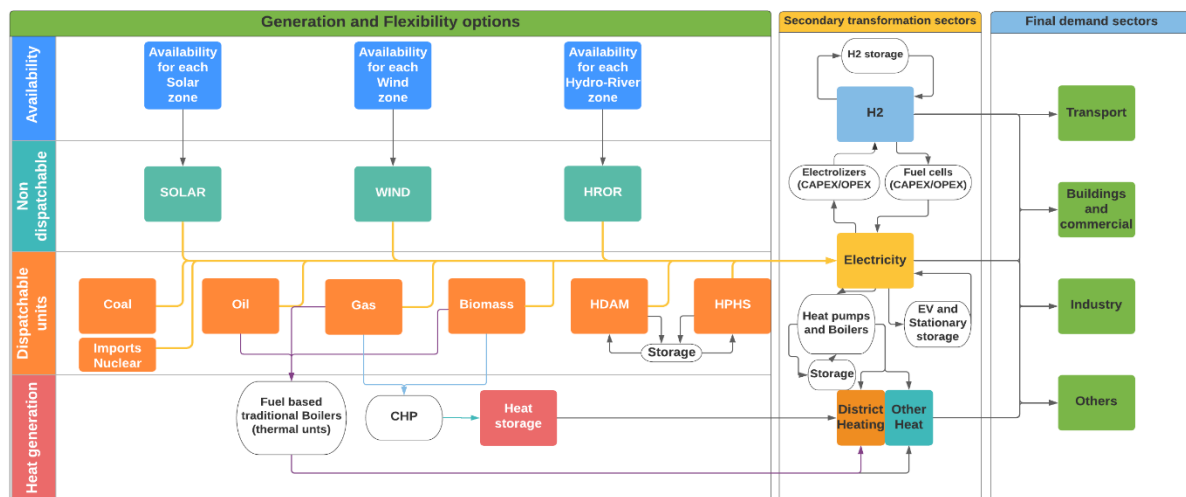 Generation and Flexibility options
Secondary transformation sectors
Final demand sectors
Availability
Availability
for each
Solar
zone
Availability
for each
Wind
zone
Availability
for each
Hydro-River
zone
H2 storage
H2
Transport
Non
dispatchable
SOLAR
WIND
HROR
Electrolizers
(CAPEX/OPEX
Fuel cells
(CAPEX/OPEX)
Buildings
and
commercial
Electricity
Dispatchable
units
Coal
Imports
Nuclear
Oil
Gas
Biomass
HDAM
HPHS
Storage
Heat pumps
and Boilers
EV and
Stationary
storage
Storage
Industry
Heat generation
Fuel based
traditional Boilers
(thermal unts)
CHP
Heat
storage
District
Heating
Other
Heat
Others